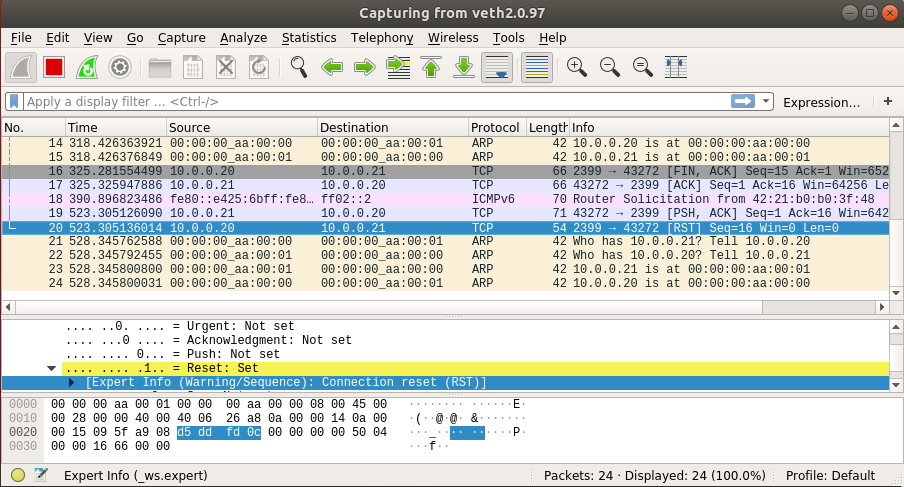 Capturing from veth2.0.97
File Edit View Go Capture Analyze Statistics Telephony Wireless Tools Help
Apply a display filter … <Ctrl-/> Expression… +
No. Time Source Destination Protocol Length Info
14 318.426363921 00:00:00_aa:00:00 00:00:00_aa:00:01 ARP 42 10.0.0.20 is at 00:00:00:aa:00:00
15 318.426376849 00:00:00_aa:00:01 00:00:00_aa:00:00 ARP 42 10.0.0.21 is at 00:00:00:aa:00:01
16 325.281554499 10.0.0.20 10.0.0.21 TCP 66 2399 → 43272 [FIN, ACK] Seq=15 Ack=1 Win=652
17 325.325947886 10.0.0.21 10.0.0.20 TCP 66 43272 → 2399 [ACK] Seq=1 Ack=16 Win=64256 Le
18 390.896823486 fe80::e425:6bff:fe8… ff02::2 ICMPv6 70 Router Solicitation from 42:21:b0:b0:3f:48
19 523.305126090 10.0.0.21 10.0.0.20 TCP 71 43272 → 2399 [PSH, ACK] Seq=1 Ack=16 Win=642
20 523.305136014 10.0.0.20 10.0.0.21 TCP 54 2399 → 43272 [RST] Seq=16 Win=0 Len=0
21 528.345762588 00:00:00_aa:00:00 00:00:00_aa:00:01 ARP 42 Who has 10.0.0.21? Tell 10.0.0.20
22 528.345792455 00:00:00_aa:00:01 00:00:00_aa:00:00 ARP 42 Who has 10.0.0.20? Tell 10.0.0.21
23 528.345800800 00:00:00_aa:00:01 00:00:00_aa:00:00 ARP 42 10.0.0.21 is at 00:00:00:aa:00:01
24 528.345800031 00:00:00_aa:00:00 00:00:00_aa:00:01 ARP 42 10.0.0.20 is at 00:00:00:aa:00:00
.... ..0. .... = Urgent: Not set
.... ...0 .... = Acknowledgment: Not set
.... .... 0... = Push: Not set
.... .... .1.. = Reset: Set
[Expert Info (Warning/Sequence): Connection reset (RST)]
0000 00 00 00 aa 00 01 00 00 00 aa 00 00 08 00 45 00 ········ ······E·
0010 00 28 00 00 40 00 40 06 26 a8 0a 00 00 14 0a 00 ·(··@·@· &·······
0020 00 15 09 5f a9 08 d5 dd fd 0c 00 00 00 00 50 04 ···_···· ······P·
0030 00 00 16 66 00 00 ···f··
Expert Info (_ws.expert) Packets: 24 · Displayed: 24 (100.0%) Profile: Default